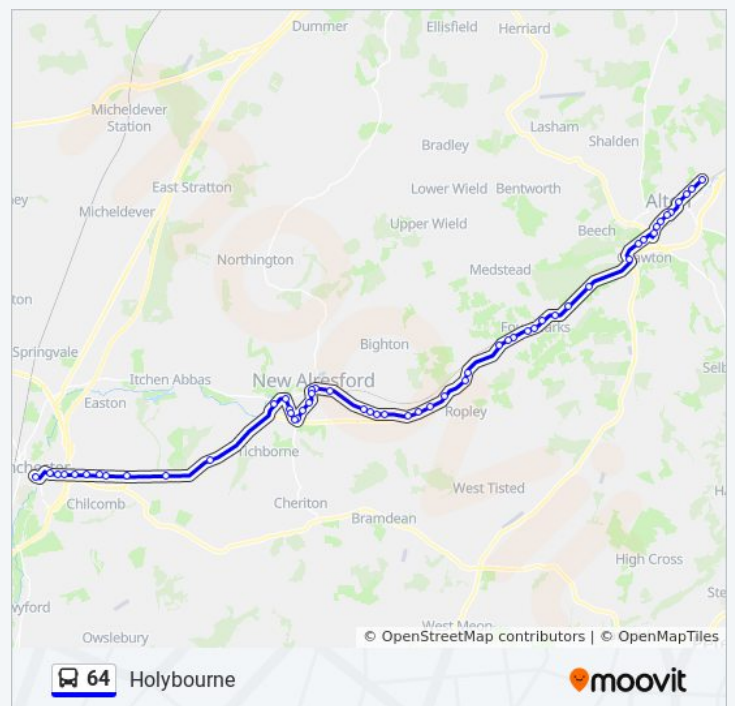 Dummer
Ellisfield
Herriard
Micheldever
Station
Lasham
Shalden
Bradley
East Stratton
Lower Wield
Bentworth
Micheldever
Upper Wield
Beech
Northington
Medstead
Springvale
Bighton
Itchen Abbas
New Alresford
Easton
Ropley
Tichborne
West Tisted
Chilcomb
Cheriton
Bramdean
High Cross
Owslebury
West Meon
© OpenStreetMap contributors | © OpenMapTiles
64 Holybourne
moovit